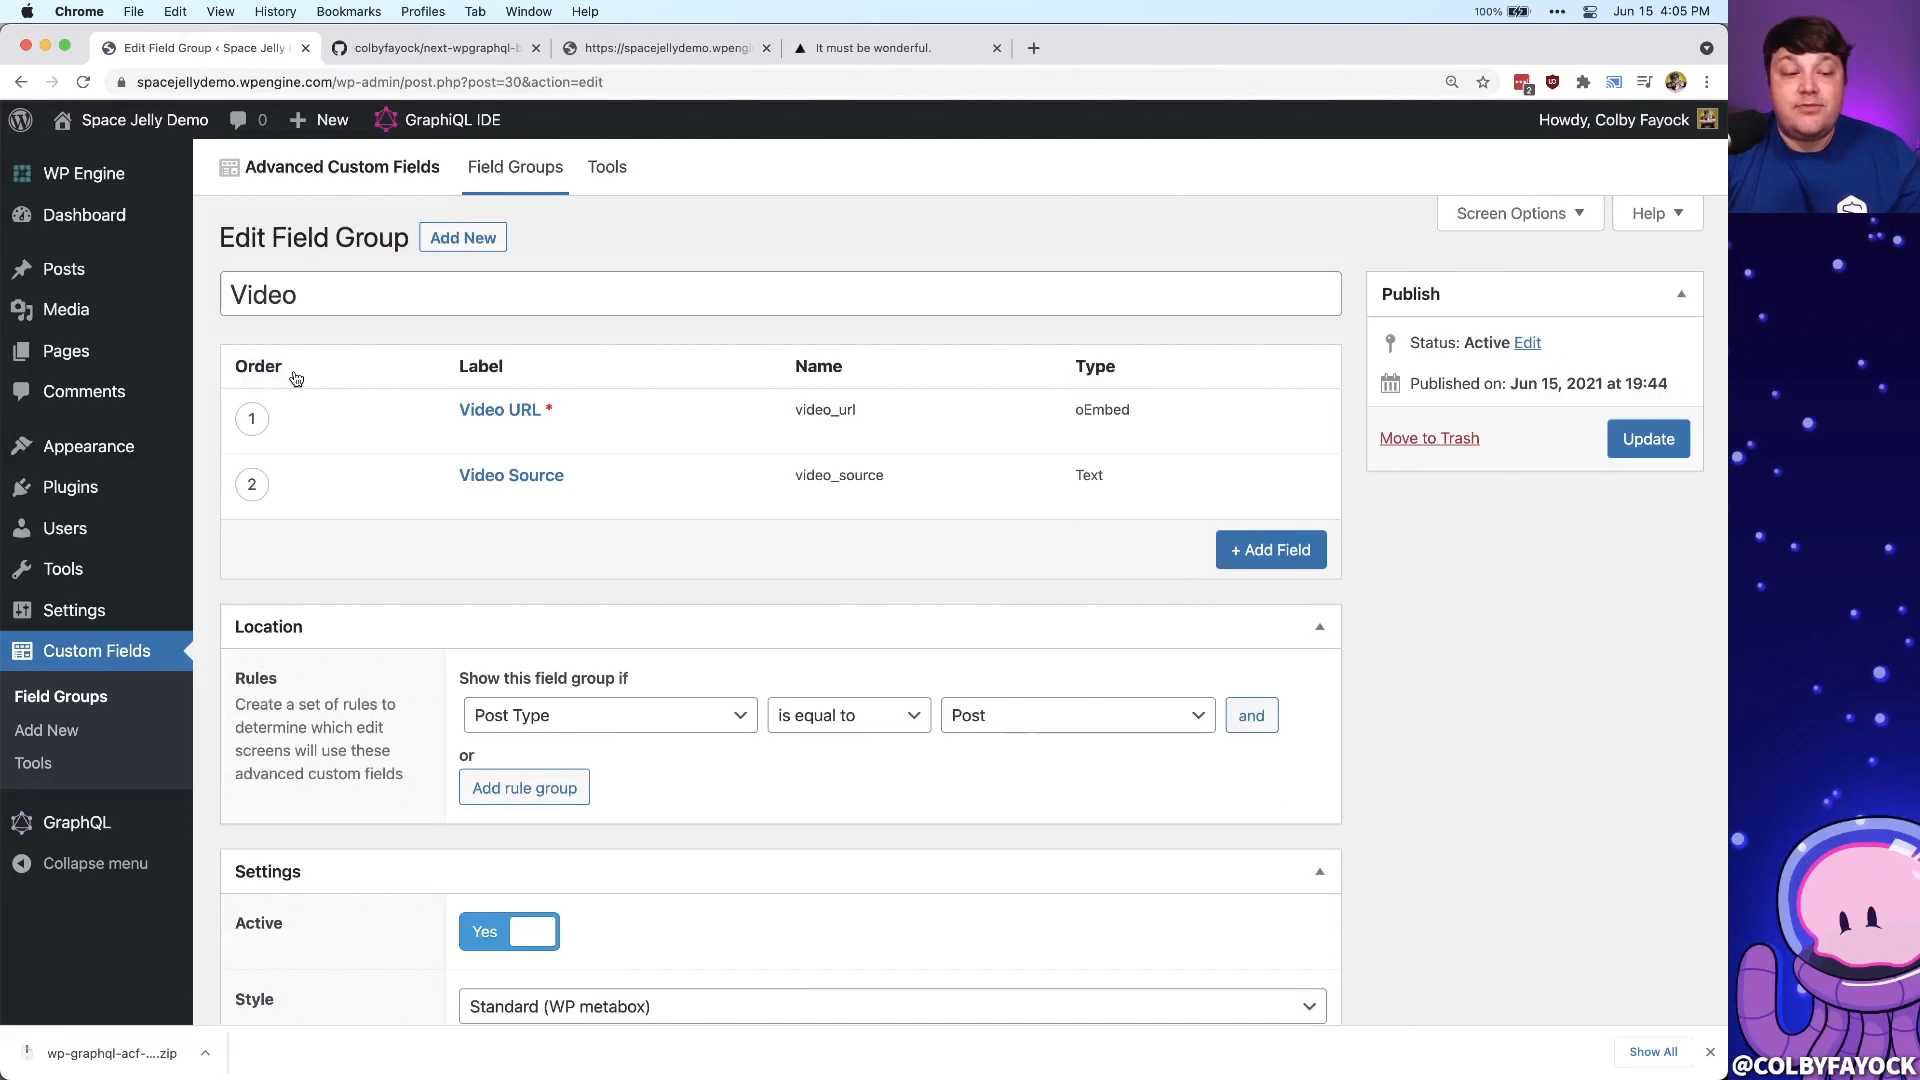 Chrome File Edit View History Bookmarks Profiles Tab Window Help 100% Jun 15 4:05 PM
Edit Field Group ‹ Space Jelly colbyfayock/next-wpgraphql-b https://spacejellydemo.wpengi It must be wonderful.
spacejellydemo.wpengine.com/wp-admin/post.php?post=30&action=edit 2
Space Jelly Demo 0 New GraphiQL IDE Howdy, Colby Fayock
WP Engine
Dashboard
Posts
Media
Pages
Comments
Appearance
Plugins
Users
Tools
Settings
Custom Fields
Field Groups
Add New
Tools
GraphQL
Collapse menu
Advanced Custom Fields Field Groups Tools
Screen Options Help
Edit Field Group Add New
Video
Order Label Name Type
1 Video URL * video_url oEmbed
2 Video Source video_source Text
+ Add Field
Publish
Status: Active Edit
Published on: Jun 15, 2021 at 19:44
Move to Trash Update
Location
Rules
Create a set of rules to
determine which edit
screens will use these
advanced custom fields
Show this field group if
Post Type is equal to Post and
or
Add rule group
Settings
Active Yes
Style Standard (WP metabox)
wp-graphql-acf-....zip Show All
@COLBYFAYOCK